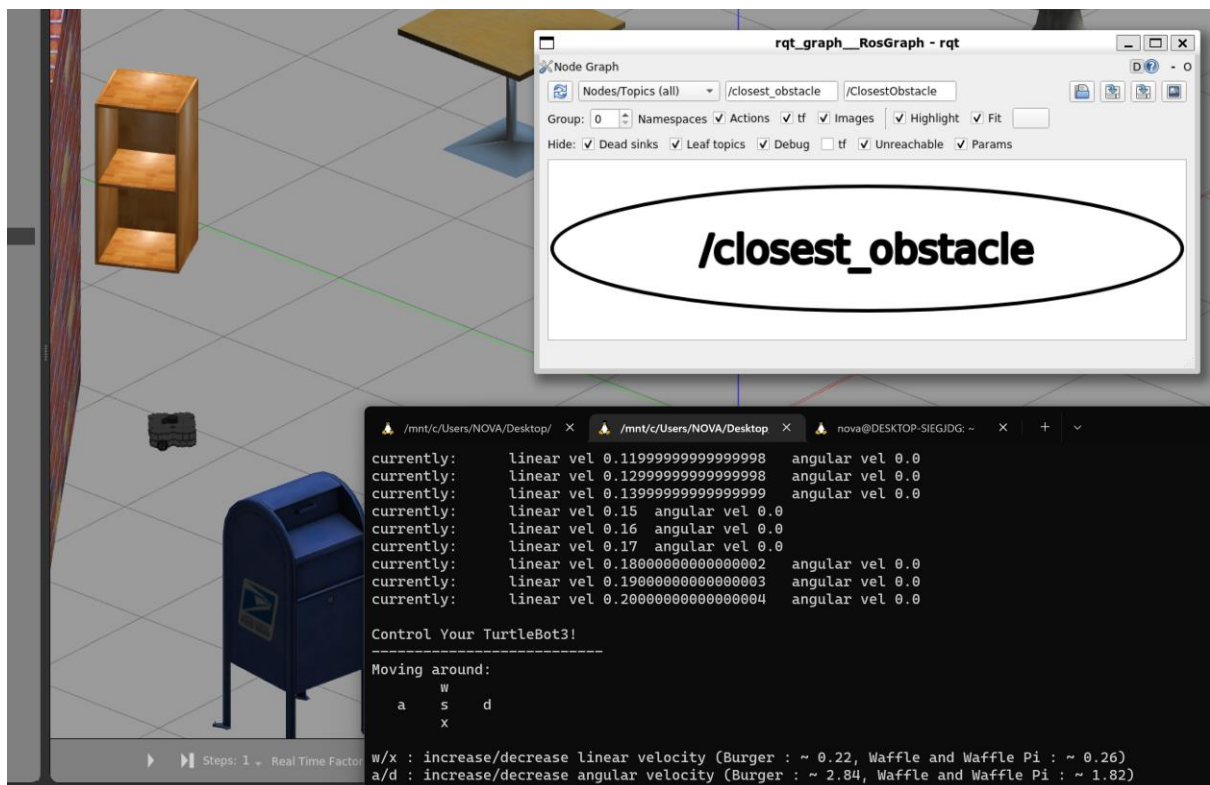 rqt_graph__RosGraph - rqt
Node Graph
D - O
Nodes/Topics (all) /closest_obstacle /ClosestObstacle
Group: 0 Namespaces Actions tf Images Highlight Fit
Hide: Dead sinks Leaf topics Debug tf Unreachable Params
/closest_obstacle
/mnt/c/Users/NOVA/Desktop/ /mnt/c/Users/NOVA/Desktop nova@DESKTOP-SIEGJDG: ~
currently: linear vel 0.11999999999999998 angular vel 0.0
currently: linear vel 0.12999999999999998 angular vel 0.0
currently: linear vel 0.13999999999999999 angular vel 0.0
currently: linear vel 0.15 angular vel 0.0
currently: linear vel 0.16 angular vel 0.0
currently: linear vel 0.17 angular vel 0.0
currently: linear vel 0.18000000000000002 angular vel 0.0
currently: linear vel 0.19000000000000003 angular vel 0.0
currently: linear vel 0.20000000000000004 angular vel 0.0
Control Your TurtleBot3!
---------------------------
Moving around:
w
a s d
x
w/x : increase/decrease linear velocity (Burger : ~ 0.22, Waffle and Waffle Pi : ~ 0.26)
a/d : increase/decrease angular velocity (Burger : ~ 2.84, Waffle and Waffle Pi : ~ 1.82)
Steps: 1 Real Time Factor